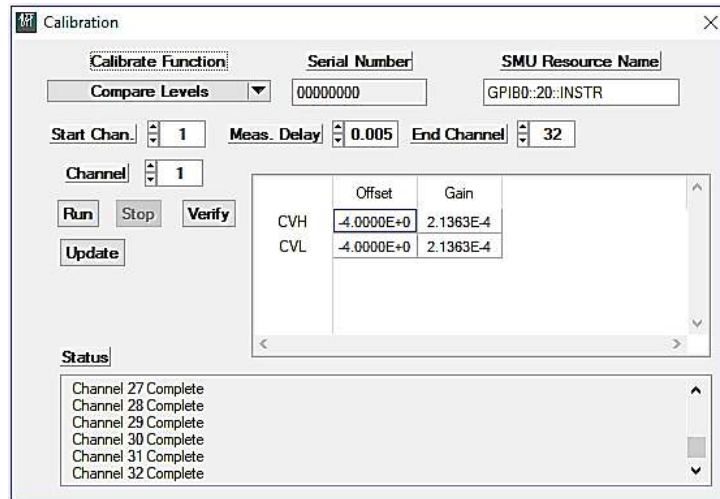 Calibration
Calibrate Function Serial Number SMU Resource Name
Compare Levels 00000000 GPIB0::20::INSTR
Start Chan. 1 Meas. Delay 0.005 End Channel 32
Channel 1
Offset Gain
Run Stop Verify
CVH -4.0000E+0 2.1363E-4
CVL -4.0000E+0 2.1363E-4
Update
Status
Channel 27 Complete
Channel 28 Complete
Channel 29 Complete
Channel 30 Complete
Channel 31 Complete
Channel 32 Complete